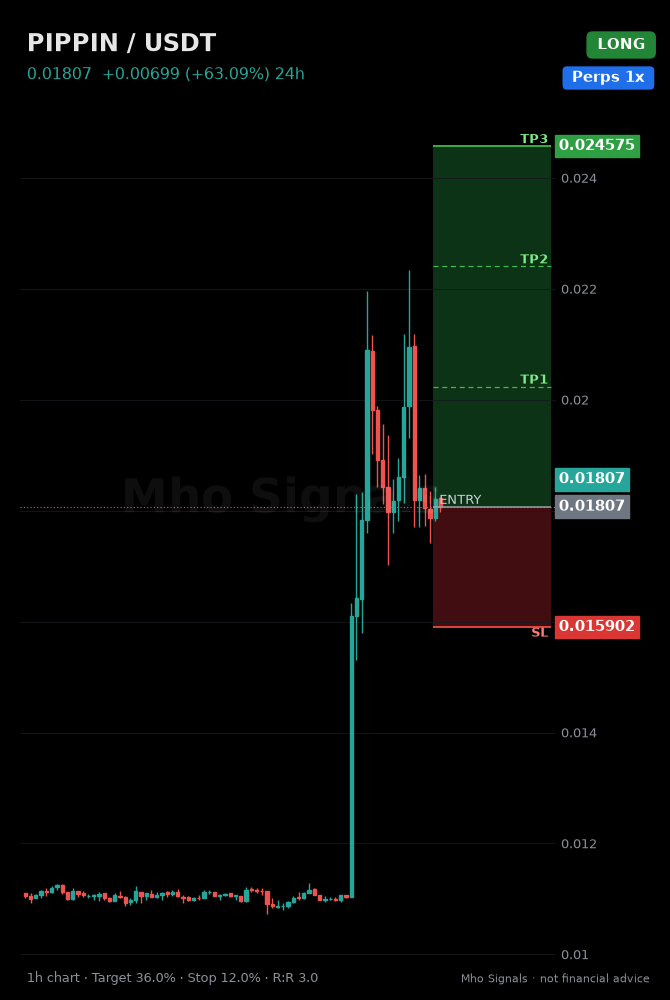 PIPPIN / USDT
LONG
0.01807 +0.00699 (+63.09%) 24h
Perps 1x
TP3
0.024575
0.024
TP2
0.022
TP1
0.02
0.01807
Mho Signa
ENTRY
0.01807
0.015902
SL
0.014
0.012
0.01
1h chart · Target 36.0% · Stop 12.0% · R:R 3.0
Mho Signals · not financial advice